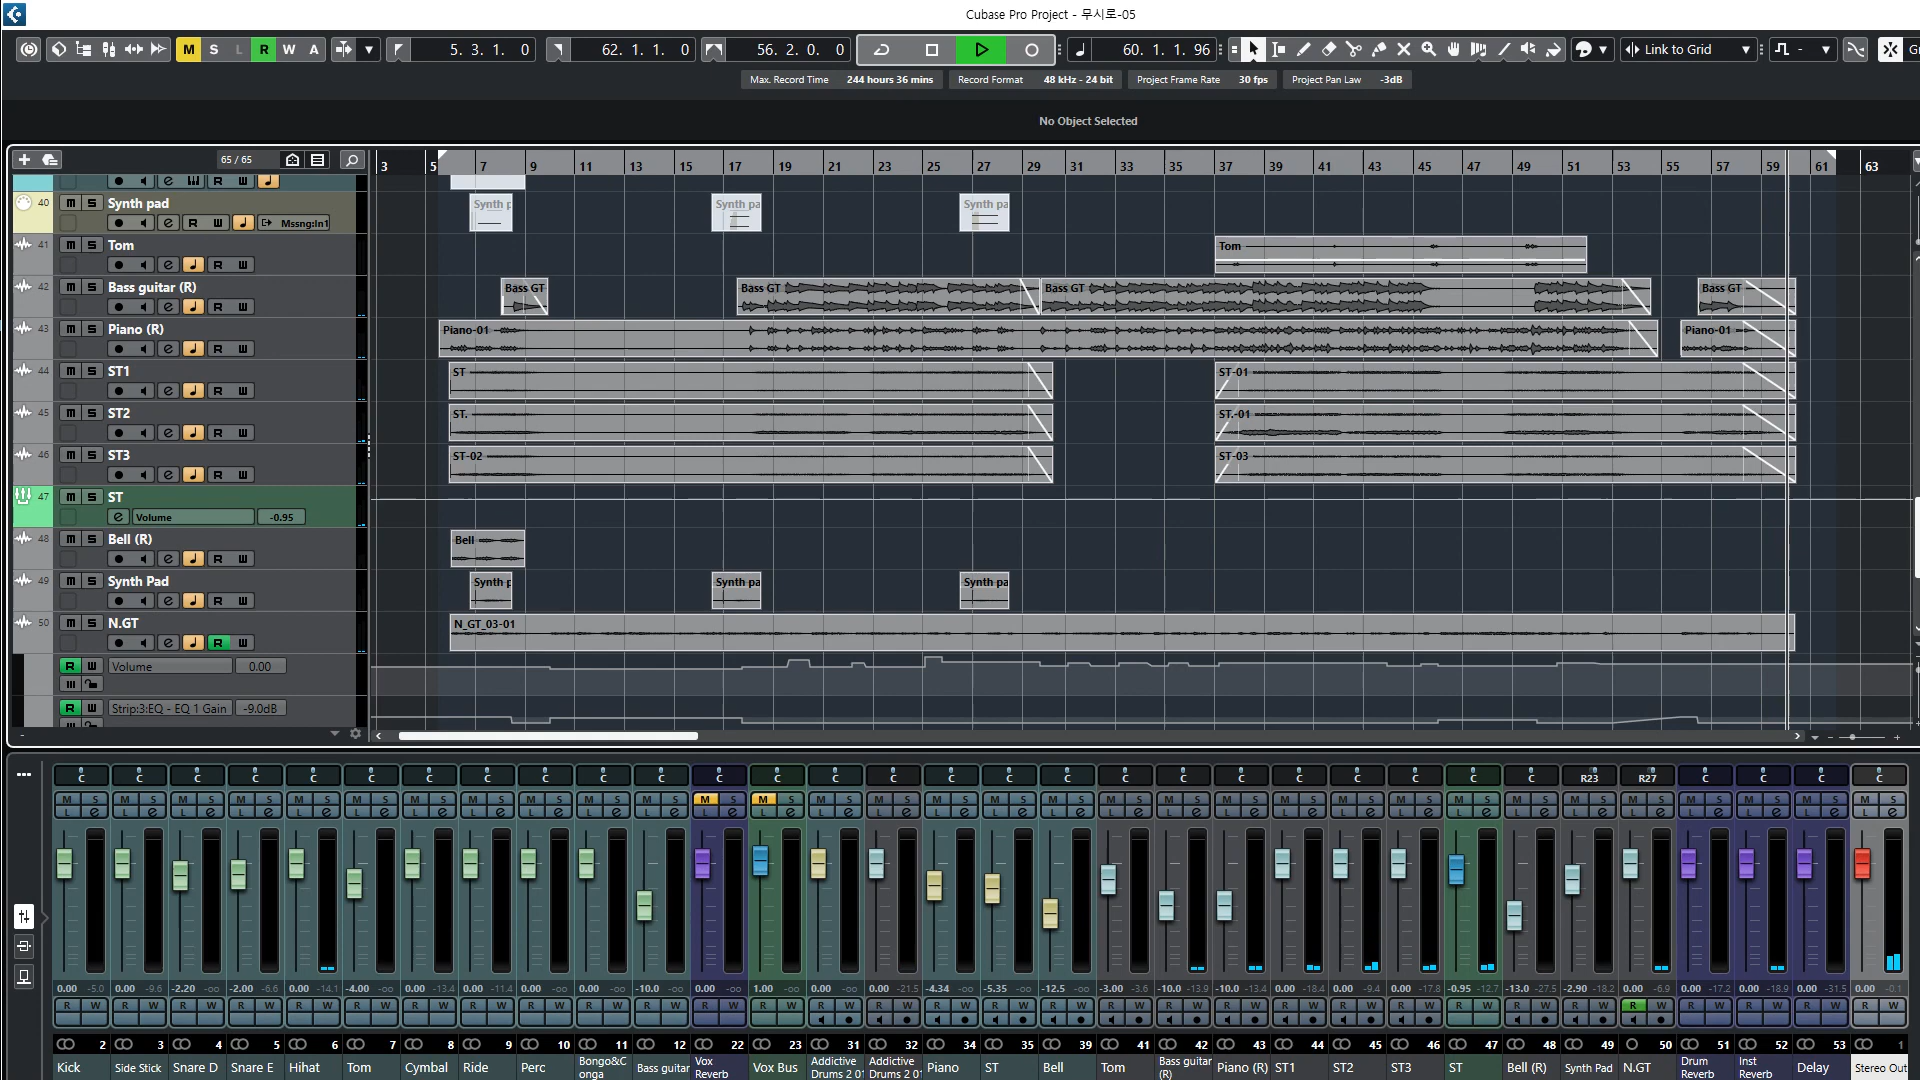 Cubase Pro Project - 무시로-05
M S L R W A 5. 3. 1. 0 62. 1. 1. 0 56. 2. 0. 0 60. 1. 1. 96 Link to Grid -
Max. Record Time 244 hours 36 mins Record Format 48 kHz - 24 bit Project Frame Rate 30 fps Project Pan Law -3dB
No Object Selected
65 / 65
3 5 7 9 11 13 15 17 19 21 23 25 27 29 31 33 35 37 39 41 43 45 47 49 51 53 55 57 59 61 63
40 Synth pad
Mssng:In1
Synth p Synth pa Synth pa
41 Tom
Tom
42 Bass guitar (R)
Bass GT Bass GT Bass GT Bass GT
43 Piano (R)
Piano-01 Piano-01
44 ST1
ST ST-01
45 ST2
ST. ST.-01
46 ST3
ST-02 ST-03
47 ST
Volume -0.95
48 Bell (R)
Bell
49 Synth Pad
Synth p Synth pa Synth pa
50 N.GT
N_GT_03-01
Volume 0.00
Strip:3:EQ - EQ 1 Gain -9.0dB
C C C C C C C C C C C C C C C C C C C C C C C C C C R23 R27 C C C C
0.00 -5.0 0.00 -9.6 -2.20 -oo -2.00 -6.6 0.00 -14.1 -4.00 -oo 0.00 -13.4 0.00 -11.4 0.00 -oo 0.00 -oo -10.0 -oo 0.00 -oo 1.00 -oo 0.00 -oo 0.00 -21.5 -4.34 -oo -5.35 -oo -12.5 -oo -3.00 -3.6 -10.0 -13.9 -10.0 -13.4 0.00 -18.4 0.00 -9.4 0.00 -17.8 -0.95 -12.7 -13.0 -27.5 -2.90 -18.2 0.00 -6.9 0.00 -17.2 0.00 -18.9 0.00 -31.5 0.00 -0.1
2 3 4 5 6 7 8 9 10 11 12 22 23 31 32 34 35 39 41 42 43 44 45 46 47 48 49 50 51 52 53 1
Kick Side Stick Snare D Snare E Hihat Tom Cymbal Ride Perc Bongo&C onga Bass guitar Vox Reverb Vox Bus Addictive Drums 2 01 Addictive Drums 2 01 Piano ST Bell Tom Bass guitar (R) Piano (R) ST1 ST2 ST3 ST Bell (R) Synth Pad N.GT Drum Reverb Inst Reverb Delay Stereo Out